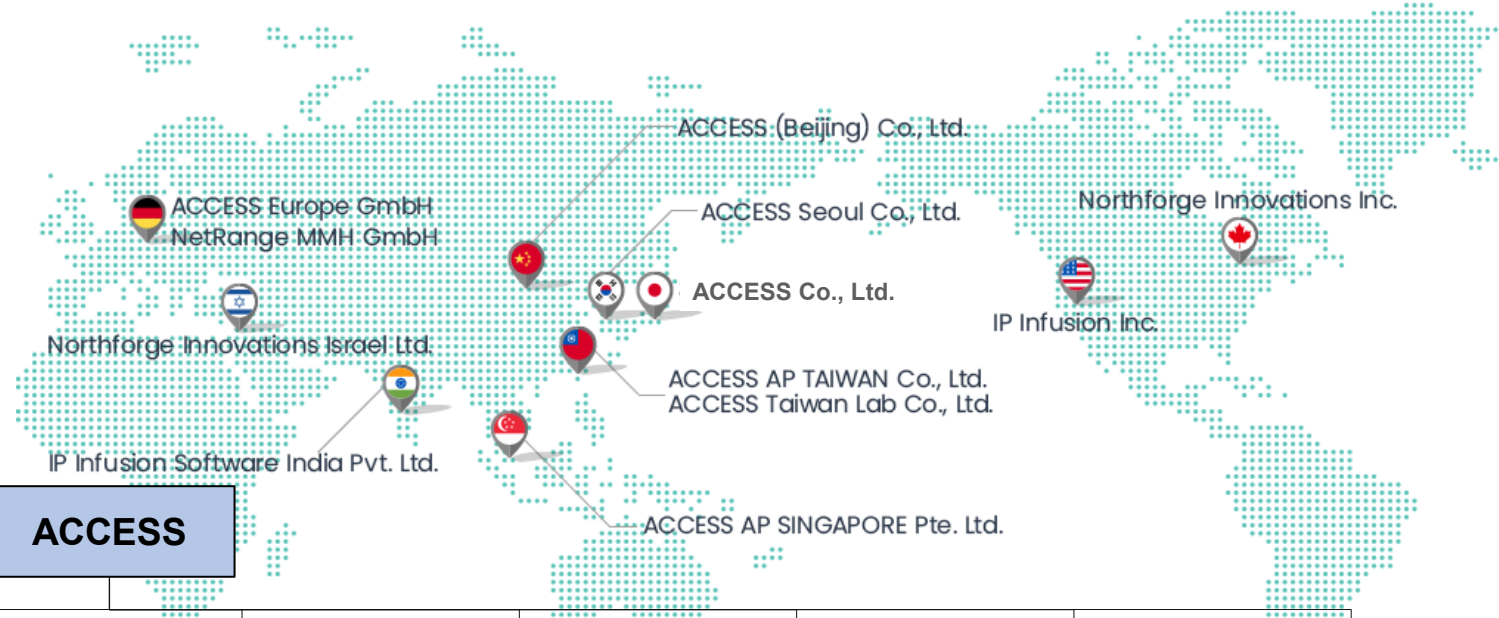 ACCESS (Beijing) Co., Ltd.
ACCESS Europe GmbH
NetRange MMH GmbH
ACCESS Seoul Co., Ltd.
Northforge Innovations Inc.
ACCESS Co., Ltd.
IP Infusion Inc.
Northforge Innovations Israel Ltd.
ACCESS AP TAIWAN Co., Ltd.
ACCESS Taiwan Lab Co., Ltd.
IP Infusion Software India Pvt. Ltd.
ACCESS AP SINGAPORE Pte. Ltd.
ACCESS